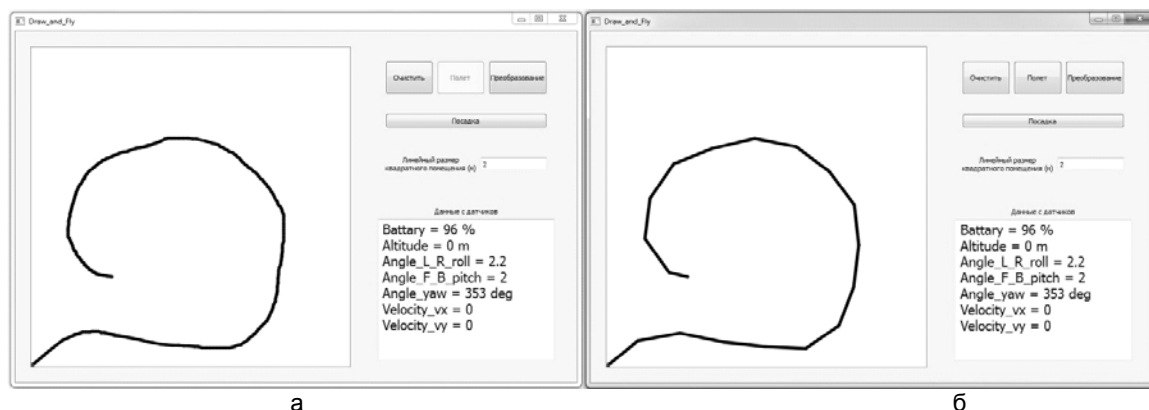 Draw_and_Fly
Очистить Полет Преобразование
Посадка
Линейный размер
квадратного помещения (м) 2
Данные с датчиков
Battary = 96 %
Altitude = 0 m
Angle_L_R_roll = 2.2
Angle_F_B_pitch = 2
Angle_yaw = 353 deg
Velocity_vx = 0
Velocity_vy = 0
а
Draw_and_Fly
Очистить Полет Преобразование
Посадка
Линейный размер
квадратного помещения (м) 2
Данные с датчиков
Battary = 96 %
Altitude = 0 m
Angle_L_R_roll = 2.2
Angle_F_B_pitch = 2
Angle_yaw = 353 deg
Velocity_vx = 0
Velocity_vy = 0
б